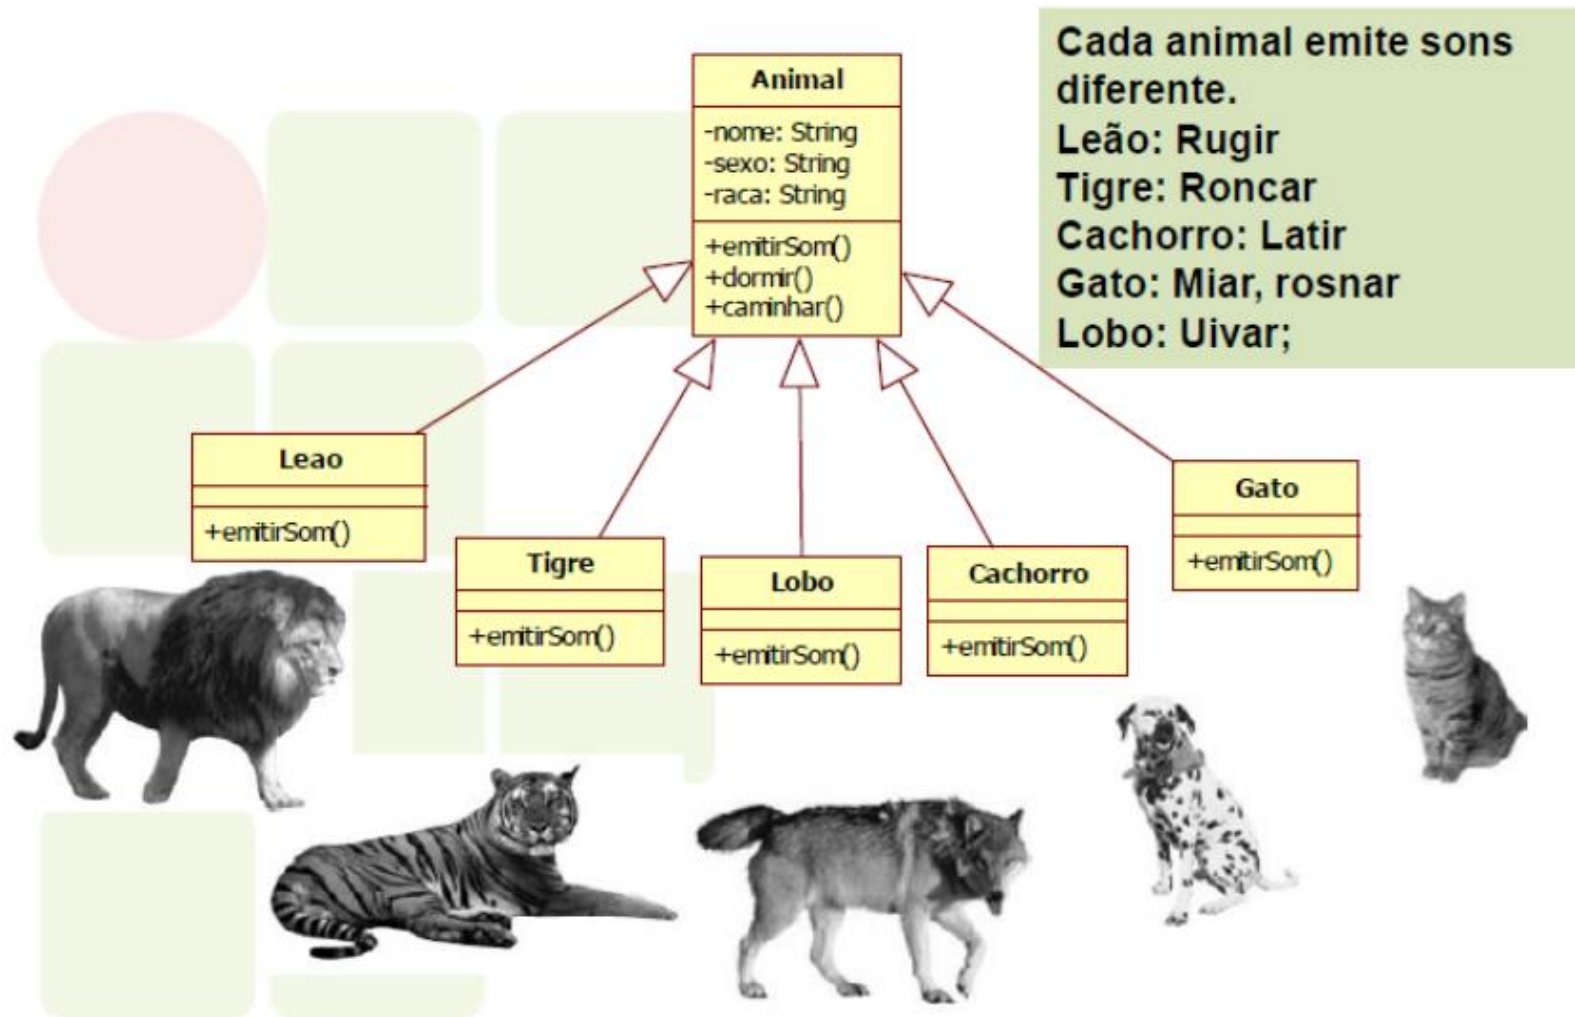 Cada animal emite sons
diferente.
Leão: Rugir
Tigre: Roncar
Cachorro: Latir
Gato: Miar, rosnar
Lobo: Uivar;
Animal
-nome: String
-sexo: String
-raca: String
+emitirSom()
+dormir()
+caminhar()
Leao
+emitirSom()
Tigre
+emitirSom()
Lobo
+emitirSom()
Cachorro
+emitirSom()
Gato
+emitirSom()